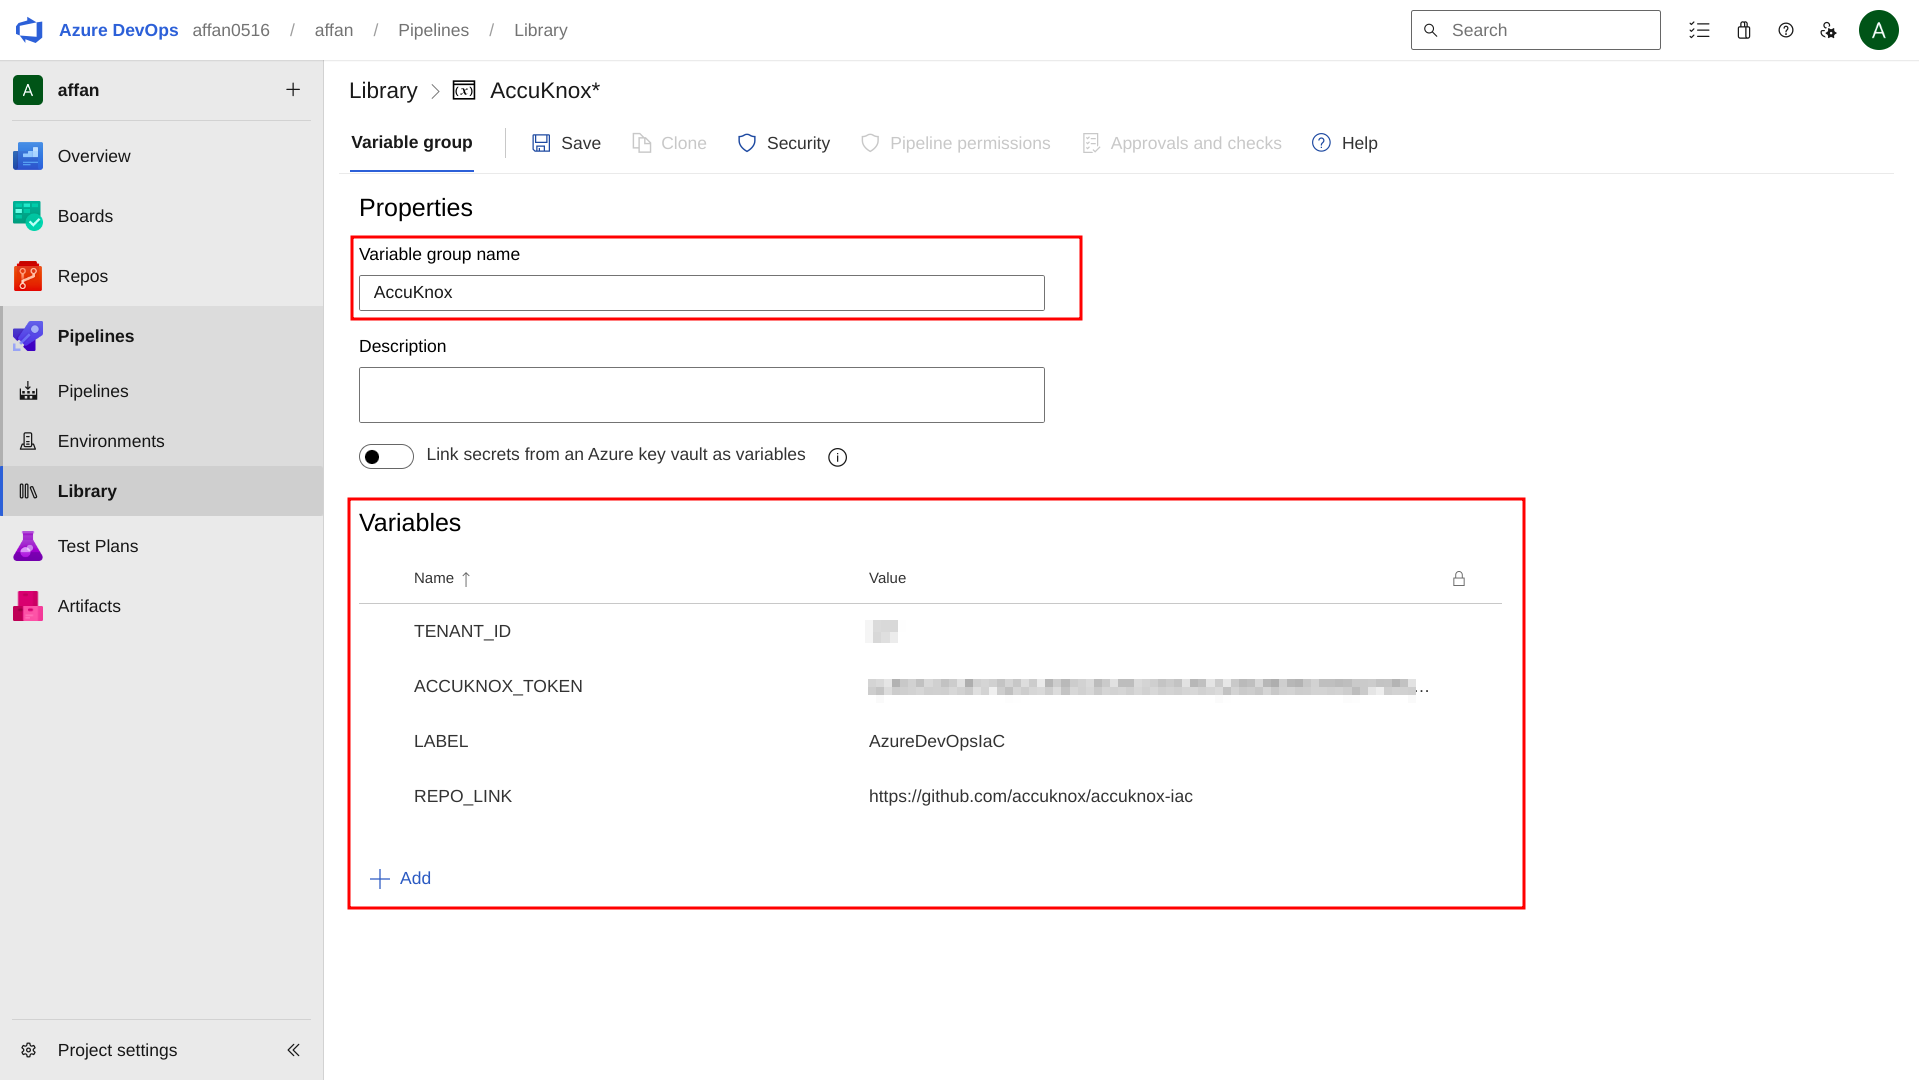 Azure DevOps affan0516 / affan / Pipelines / Library
Search
A
A affan
Overview
Boards
Repos
Pipelines
Pipelines
Environments
Library
Test Plans
Artifacts
Project settings
Library > AccuKnox*
Variable group Save Clone Security Pipeline permissions Approvals and checks Help
Properties
Variable group name
AccuKnox
Description
Link secrets from an Azure key vault as variables
Variables
Name ↑ Value
TENANT_ID
ACCUKNOX_TOKEN ...
LABEL AzureDevOpsIaC
REPO_LINK https://github.com/accuknox/accuknox-iac
+ Add